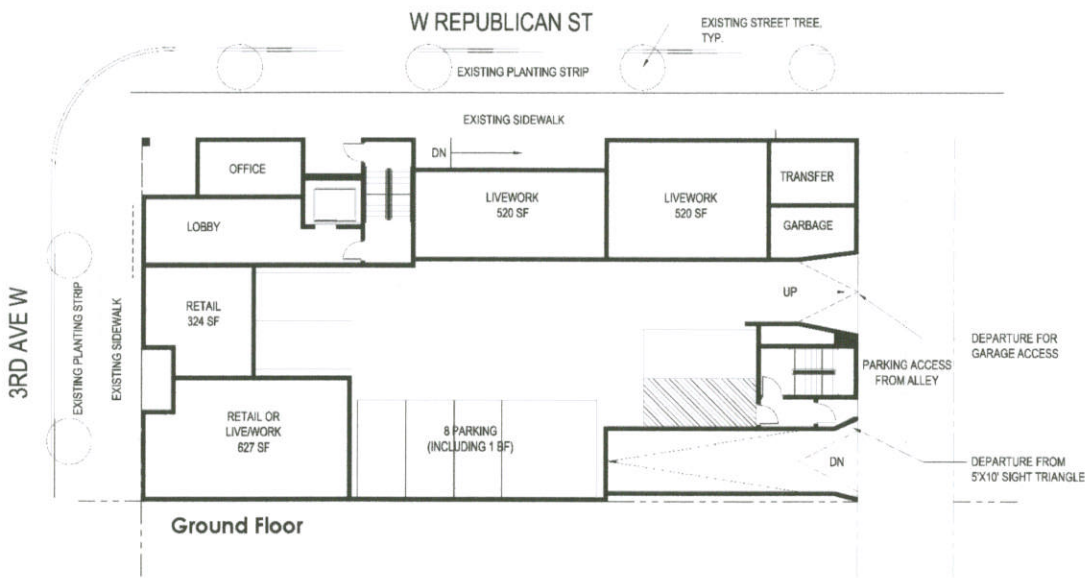 W REPUBLICAN ST
EXISTING STREET TREE,
TYP.
EXISTING PLANTING STRIP
EXISTING SIDEWALK
DN
OFFICE
LOBBY
LIVEWORK
520 SF
LIVEWORK
520 SF
TRANSFER
GARBAGE
3RD AVE W
EXISTING PLANTING STRIP
EXISTING SIDEWALK
RETAIL
324 SF
UP
DEPARTURE FOR
GARAGE ACCESS
PARKING ACCESS
FROM ALLEY
RETAIL OR
LIVE/WORK
627 SF
8 PARKING
(INCLUDING 1 BF)
DN
DEPARTURE FROM
5'X10' SIGHT TRIANGLE
Ground Floor